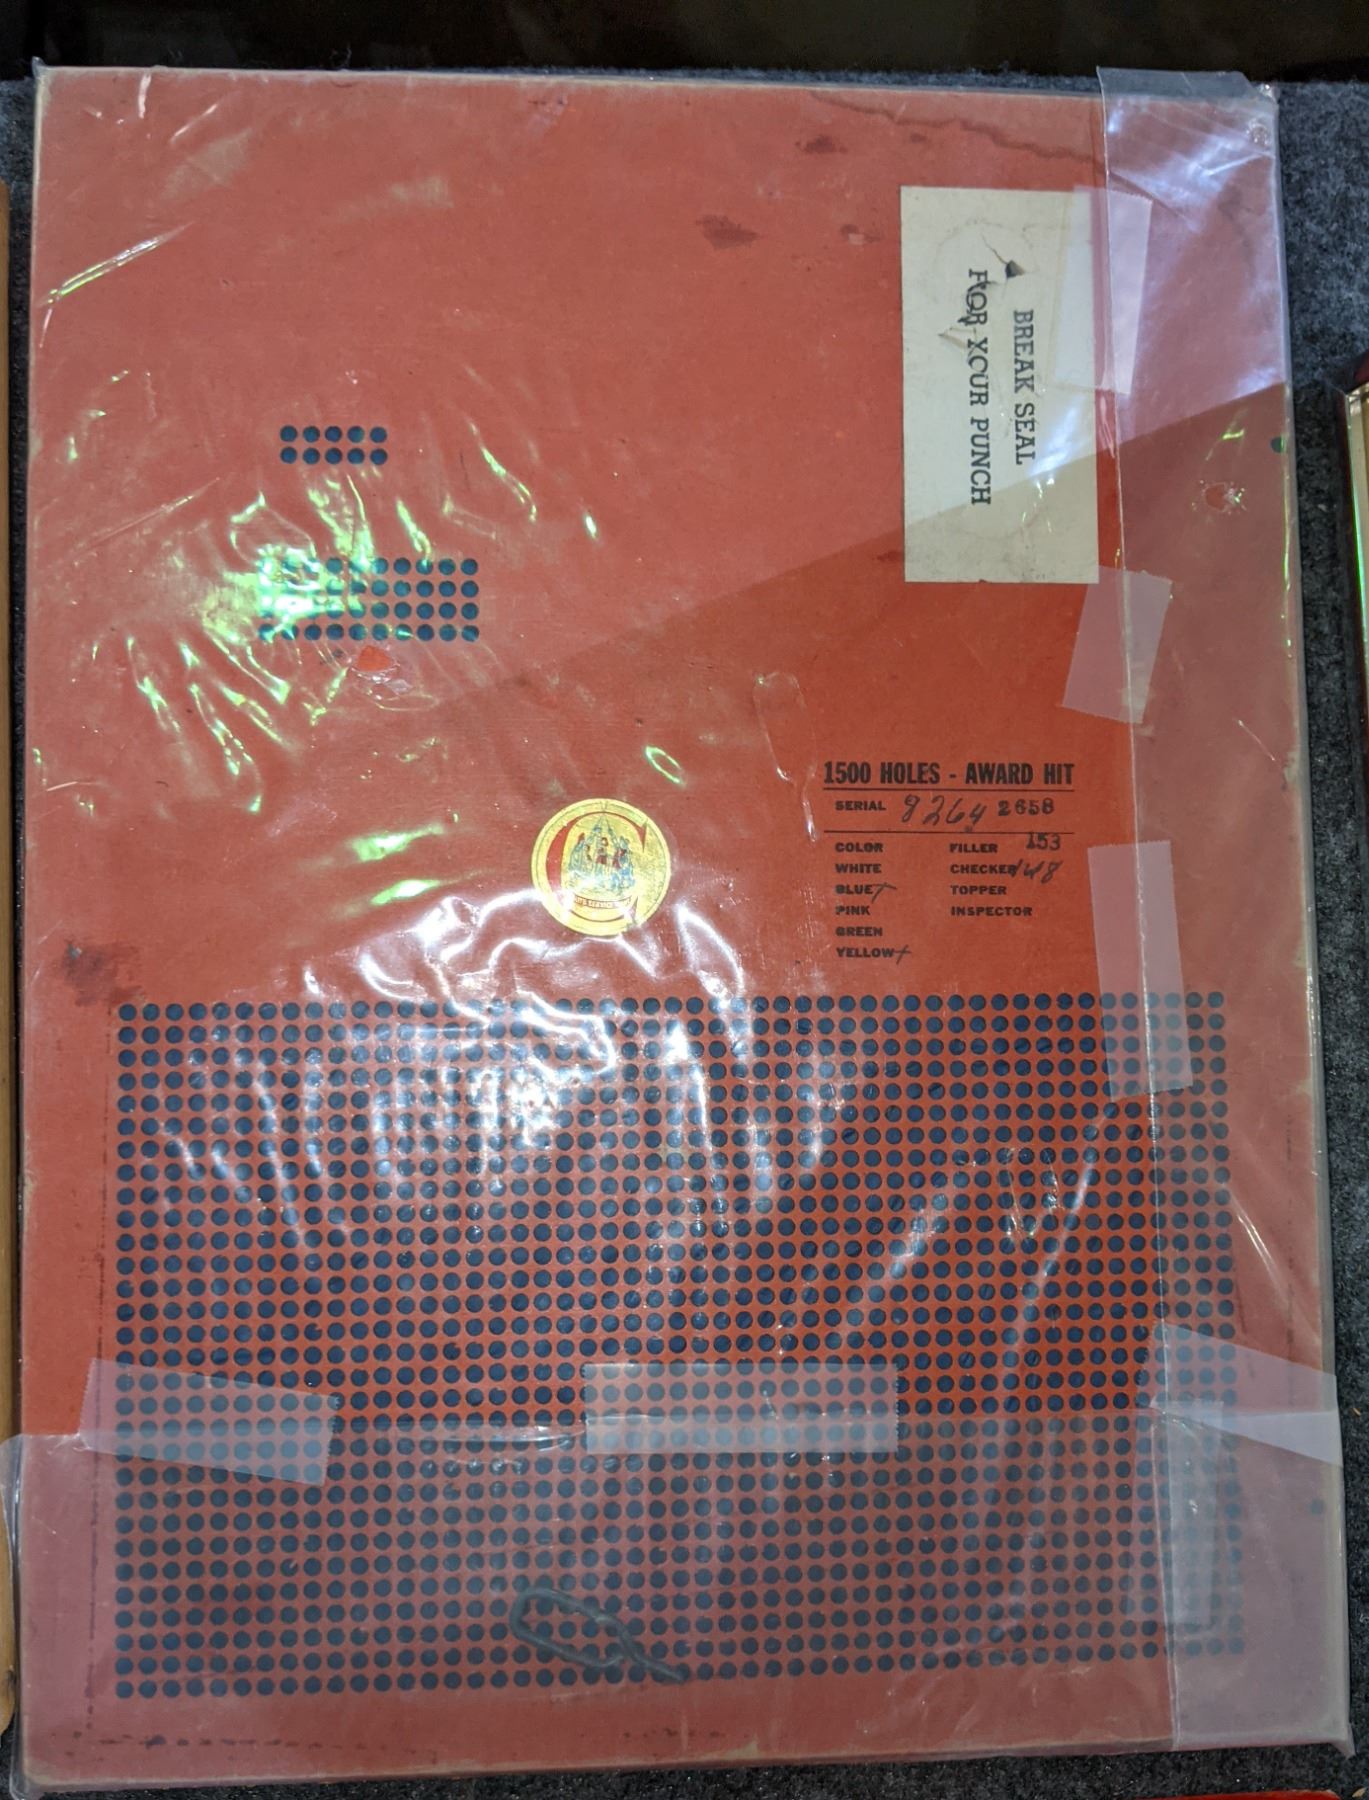 BREAK SEAL
FOR YOUR PUNCH
1500 HOLES - AWARD HIT
SERIAL 8264 2658
COLOR
WHITE
BLUE
PINK
GREEN
YELLOW
FILLER 153
CHECKER 148
TOPPER
INSPECTOR